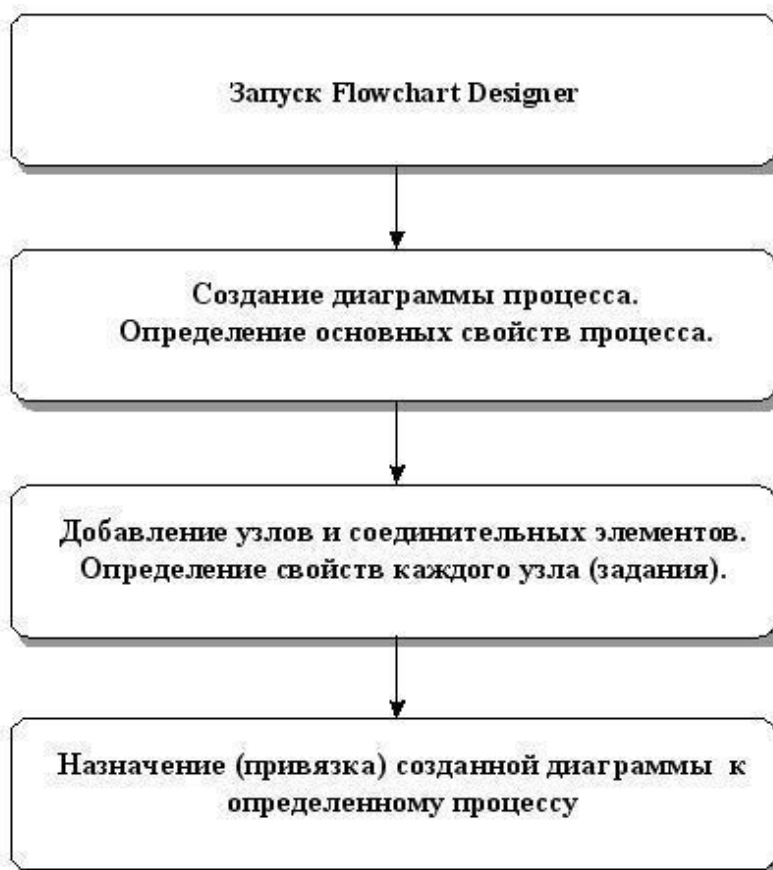 Запуск Flowchart Designer
Создание диаграммы процесса.
Определение основных свойств процесса.
Добавление узлов и соединительных элементов.
Определение свойств каждого узла (задания).
Назначение (привязка) созданной диаграммы к
определенному процессу